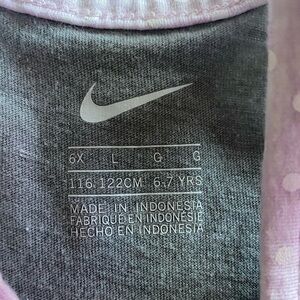 6X L G G
116 122CM 6-7 YRS
MADE IN INDONESIA
FABRIQUÉ EN INDONÉSIE
HECHO EN INDONESIA